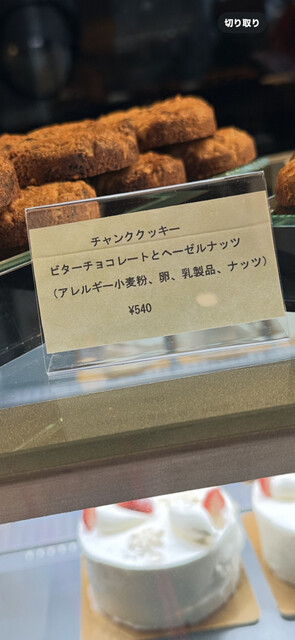 切り取り
チャンククッキー
ビターチョコレートとヘーゼルナッツ
（アレルギー小麦粉、卵、乳製品、ナッツ）
¥540